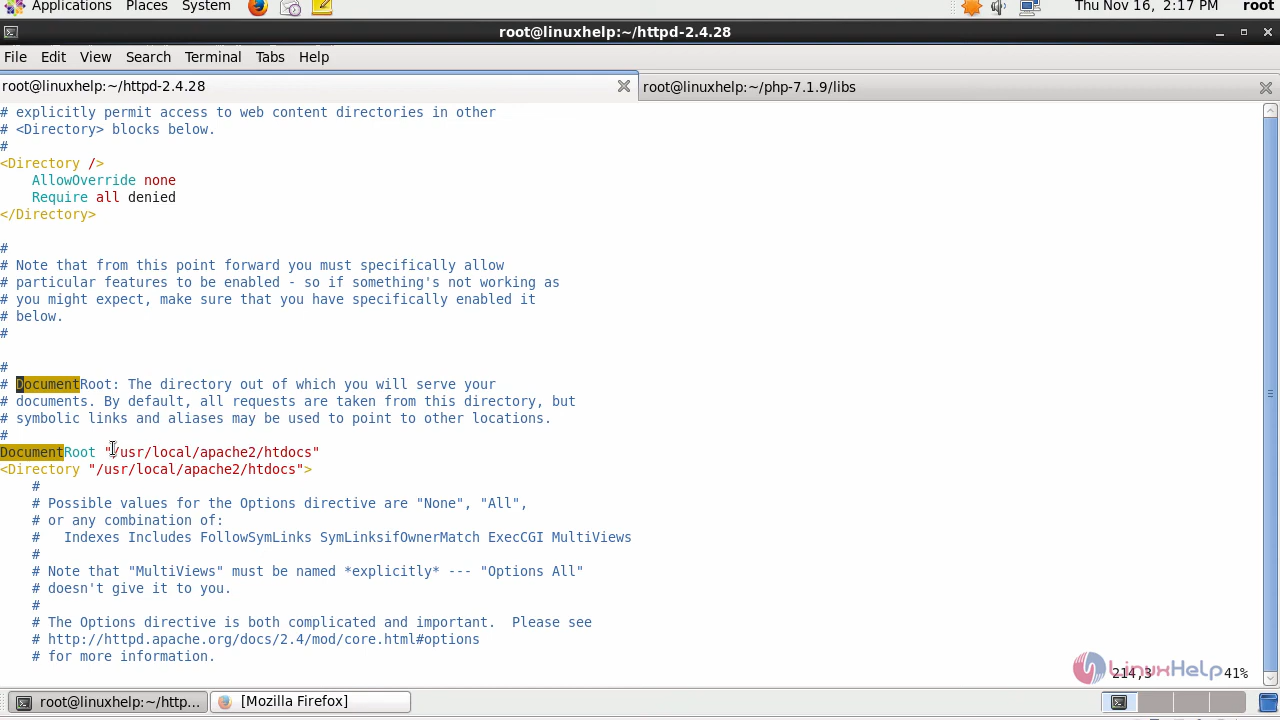 Applications Places System Thu Nov 16, 2:17 PM root
root@linuxhelp:~/httpd-2.4.28
File Edit View Search Terminal Tabs Help
root@linuxhelp:~/httpd-2.4.28 root@linuxhelp:~/php-7.1.9/libs
# explicitly permit access to web content directories in other
# <Directory> blocks below.
#
<Directory />
    AllowOverride none
    Require all denied
</Directory>
#
# Note that from this point forward you must specifically allow
# particular features to be enabled - so if something's not working as
# you might expect, make sure that you have specifically enabled it
# below.
#
#
# DocumentRoot: The directory out of which you will serve your
# documents. By default, all requests are taken from this directory, but
# symbolic links and aliases may be used to point to other locations.
#
DocumentRoot "/usr/local/apache2/htdocs"
<Directory "/usr/local/apache2/htdocs">
    #
    # Possible values for the Options directive are "None", "All",
    # or any combination of:
    #   Indexes Includes FollowSymLinks SymLinksifOwnerMatch ExecCGI MultiViews
    #
    # Note that "MultiViews" must be named *explicitly* --- "Options All"
    # doesn't give it to you.
    #
    # The Options directive is both complicated and important.  Please see
    # http://httpd.apache.org/docs/2.4/mod/core.html#options
    # for more information.
214,3 41%
LinuxHelp
root@linuxhelp:~/http... [Mozilla Firefox]